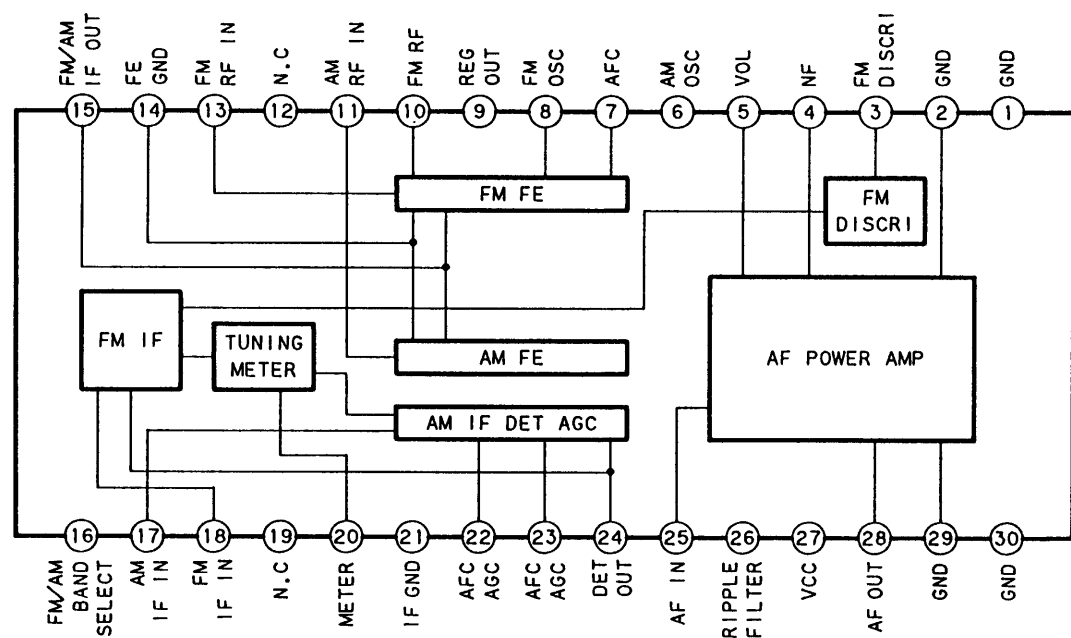 FM/AM
IF OUT
FE
GND
FM
RF IN
N.C
AM
RF IN
FM RF
REG
OUT
FM
OSC
AFC
AM
OSC
VOL
NF
FM
DISCRI
GND
GND
15
14
13
12
11
10
9
8
7
6
5
4
3
2
1
FM FE
FM
DISCRI
FM IF
TUNING
METER
AM FE
AF POWER AMP
AM IF DET AGC
16
17
18
19
20
21
22
23
24
25
26
27
28
29
30
FM/AM
BAND
SELECT
AM
IF IN
FM
IF IN
N.C
METER
IF GND
AFC
AGC
AFC
AGC
DET
OUT
AF IN
RIPPLE
FILTER
VCC
AF OUT
GND
GND